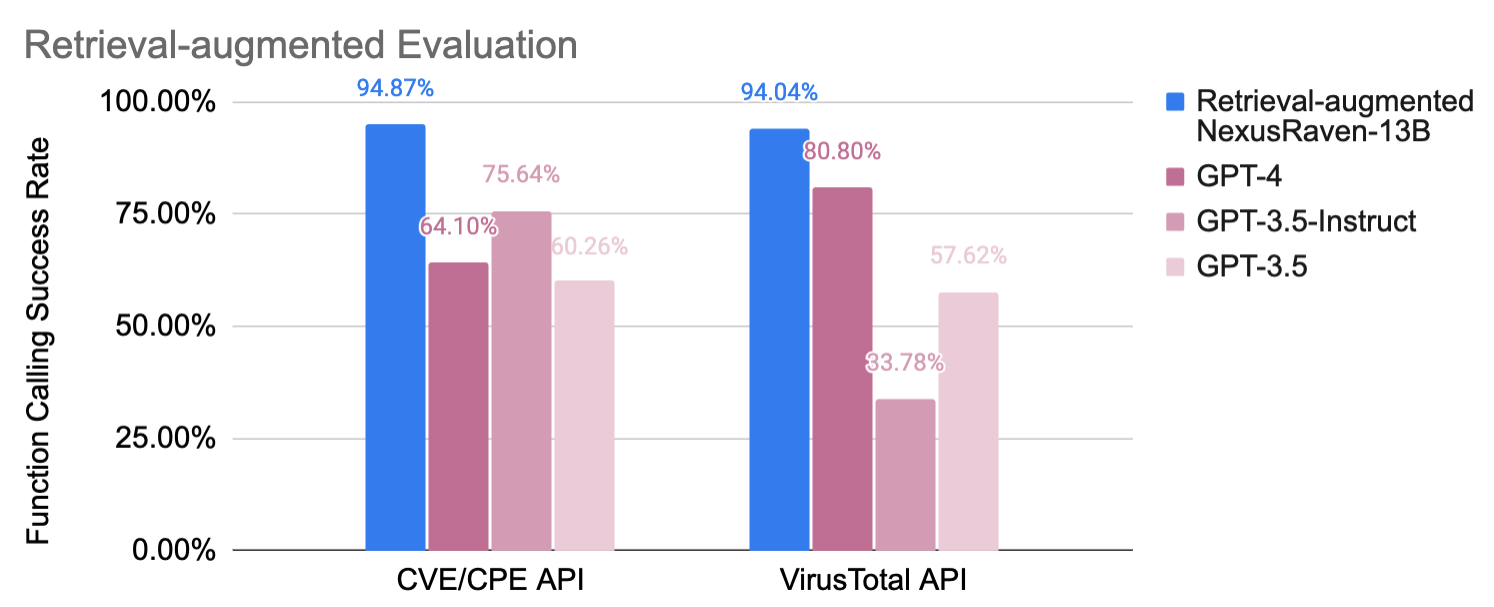 Retrieval-augmented Evaluation
Function Calling Success Rate
100.00%
75.00%
50.00%
25.00%
0.00%
94.87%
64.10%
75.64%
60.26%
94.04%
80.80%
33.78%
57.62%
CVE/CPE API
VirusTotal API
Retrieval-augmented
NexusRaven-13B
GPT-4
GPT-3.5-Instruct
GPT-3.5